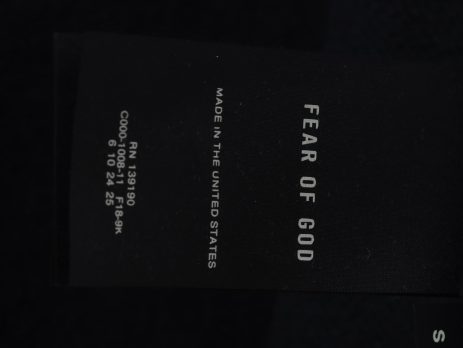 FEAR OF GOD
MADE IN THE UNITED STATES
RN 139190
C000-1008-11 F18-9K
6 10 24 25
S